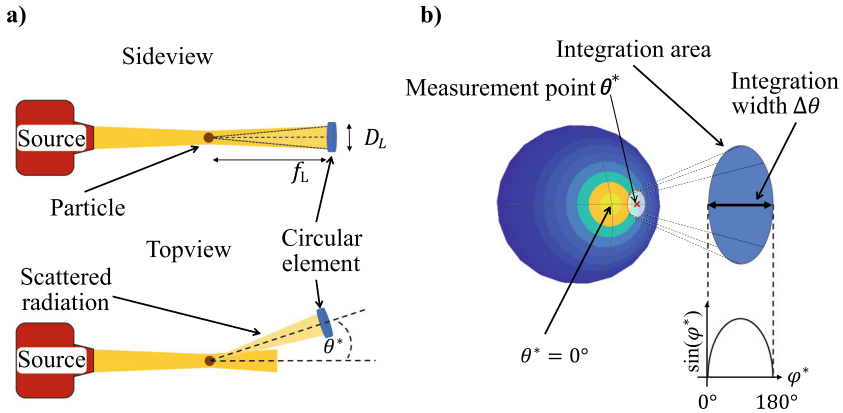 a)
Sideview
Source
D_L
f_L
Particle
Topview
Circular
element
Scattered
radiation
Source
θ*
b)
Integration area
Measurement point θ*
Integration
width Δθ
θ* = 0°
sin(φ*)
φ*
0°
180°